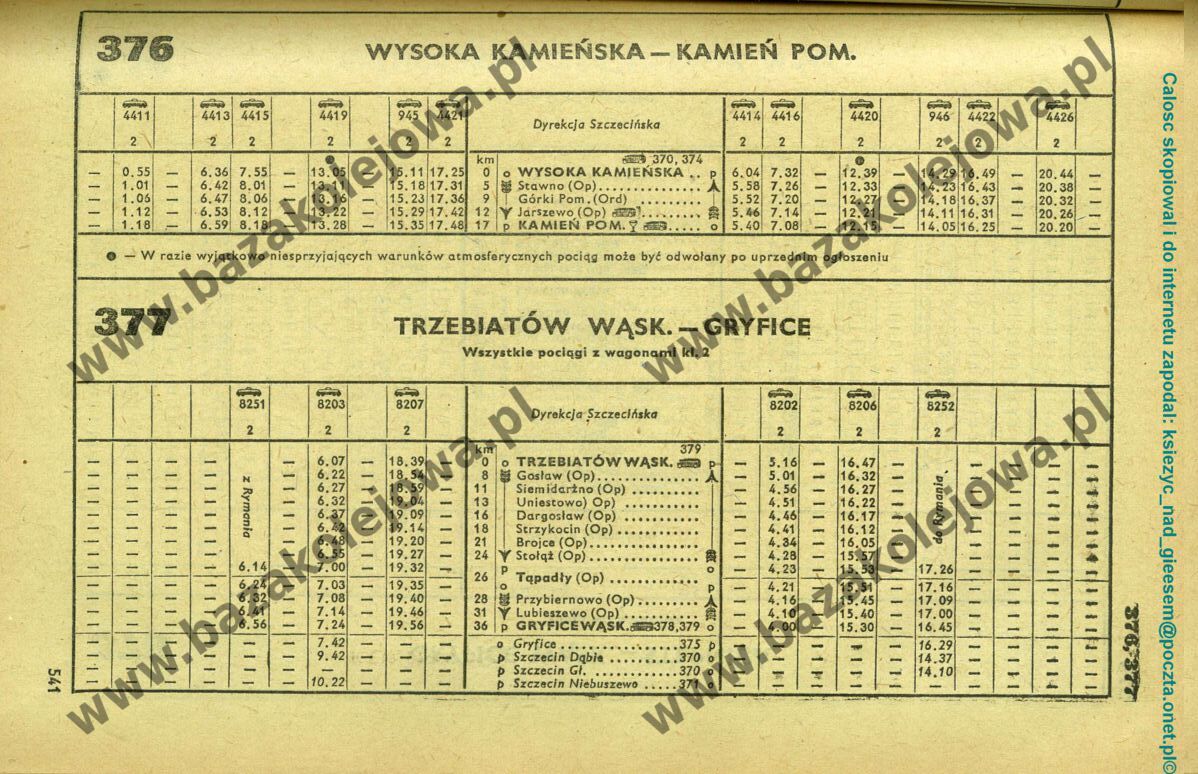 376 WYSOKA KAMIEŃSKA — KAMIEŃ POM.
4411 4413 4415 4419 945 4421 Dyrekcja Szczecińska 4414 4416 4420 946 4422 4426
2 2 2 2 2 2 2 2 2 2 2 2
km 370, 374
— 0.55 — 6.36 7.55 — 13.05 — 15.11 17.25 0 o WYSOKA KAMIEŃSKA .. p 6.04 7.32 — 12.39 — 14.29 16.49 — 20.44 —
— 1.01 — 6.42 8.01 — 13.11 — 15.18 17.31 5 Stawno (Op) 5.58 7.26 — 12.33 — 14.23 16.43 — 20.38 —
— 1.06 — 6.47 8.06 — 13.16 — 15.23 17.36 9 Górki Pom. (Ord) 5.52 7.20 — 12.27 — 14.18 16.37 — 20.32 —
— 1.12 — 6.53 8.12 — 13.22 — 15.29 17.42 12 Jarszewo (Op) 5.46 7.14 — 12.21 — 14.11 16.31 — 20.26 —
— 1.18 — 6.59 8.18 — 13.28 — 15.35 17.48 17 p KAMIEŃ POM. o 5.40 7.08 — 12.15 — 14.05 16.25 — 20.20 —
— W razie wyjątkowo niesprzyjających warunków atmosferycznych pociąg może być odwołany po uprzednim ogłoszeniu
377 TRZEBIATÓW WĄSK. — GRYFICE
Wszystkie pociągi z wagonami kl. 2
8251 8203 8207 Dyrekcja Szczecińska 8202 8206 8252
2 2 2 2 2 2
km 379
6.07 — 18.39 0 o TRZEBIATÓW WĄSK. p — 5.16 — 16.47
6.22 — 18.54 8 Gosław (Op) — 5.01 — 16.32
z Rymania 6.27 — 18.59 11 Siemidarżno (Op) — 4.56 — 16.27 do Rymania
6.32 — 19.04 13 Uniestowo) Op) — 4.51 — 16.22
6.37 — 19.09 16 Dargosław (Op) — 4.46 — 16.17
6.42 — 19.14 18 Strzykocin (Op) — 4.41 — 16.12
6.48 — 19.20 21 Brojce (Op) — 4.34 — 16.05
6.55 — 19.27 24 Stołąż (Op) — 4.28 — 15.57
6.14 — 7.00 — 19.32 26 p Tąpadły (Op) o — 4.23 — 15.53 — 17.26
6.24 — 7.03 — 19.35 p — 4.21 — 15.51 — 17.16
6.32 — 7.08 — 19.40 28 Przybiernowo (Op) — 4.16 — 15.45 — 17.09
6.41 — 7.14 — 19.46 31 Lubieszewo (Op) — 4.10 — 15.40 — 17.00
6.56 — 7.24 — 19.56 36 p GRYFICE WĄSK. 378,379 o — 4.00 — 15.30 — 16.45
7.42 o Gryfice 375 p 16.29
9.42 p Szczecin Dąbie 370 o 14.37
p Szczecin Gł. 370 o 14.10
10.22 p Szczecin Niebuszewo 371 o
541
376, 377
www.bazakolejowa.pl
www.bazakolejowa.pl
www.bazakolejowa.pl
www.bazakolejowa.pl
Calosc skopiowal i do internetu zapodal: ksiezyc_nad_gieesem@poczta.onet.pl©